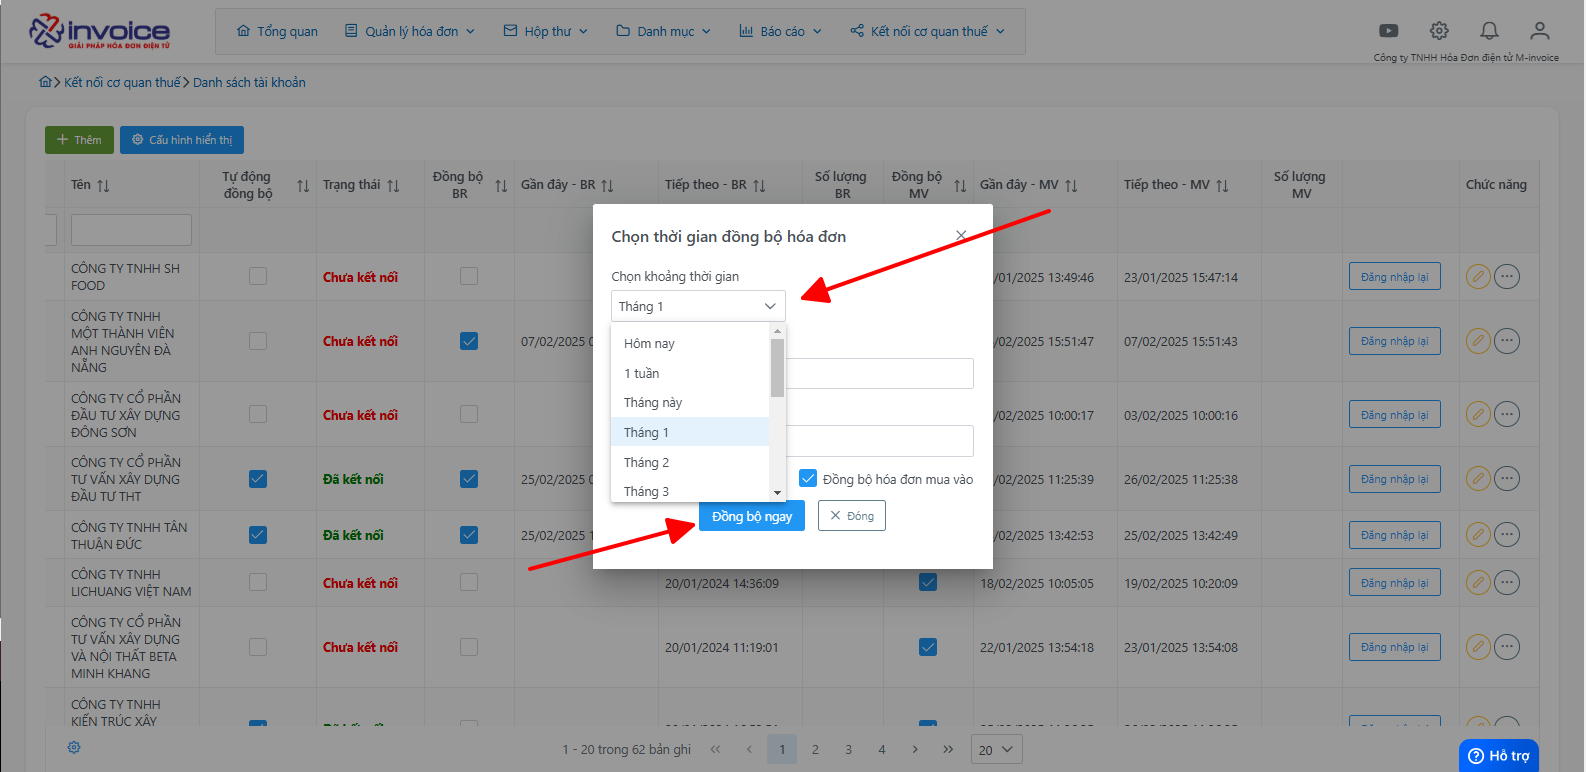 invoice
GIẢI PHÁP HÓA ĐƠN ĐIỆN TỬ
Tổng quan
Quản lý hóa đơn
Hộp thư
Danh mục
Báo cáo
Kết nối cơ quan thuế
Công ty TNHH Hóa Đơn điện tử M-invoice
Kết nối cơ quan thuế
Danh sách tài khoản
Thêm
Cấu hình hiển thị
Tên
Tự động đồng bộ
Trạng thái
Đồng bộ BR
Gần đây - BR
Tiếp theo - BR
Số lượng BR
Đồng bộ MV
Gần đây - MV
Tiếp theo - MV
Số lượng MV
Chức năng
Chọn thời gian đồng bộ hóa đơn
Chọn khoảng thời gian
Tháng 1
Hôm nay
1 tuần
Tháng này
Tháng 1
Tháng 2
Tháng 3
Đồng bộ hóa đơn mua vào
Đồng bộ ngay
Đóng
CÔNG TY TNHH SH
FOOD
Chưa kết nối
/01/2025 13:49:46
23/01/2025 15:47:14
Đăng nhập lại
CÔNG TY TNHH
MỘT THÀNH VIÊN
ANH NGUYÊN ĐÀ
NẴNG
Chưa kết nối
07/02/2025
/02/2025 15:51:47
07/02/2025 15:51:43
Đăng nhập lại
CÔNG TY CỔ PHẦN
ĐẦU TƯ XÂY DỰNG
ĐÔNG SƠN
Chưa kết nối
/02/2025 10:00:17
03/02/2025 10:00:16
Đăng nhập lại
CÔNG TY CỔ PHẦN
TƯ VẤN XÂY DỰNG
ĐẦU TƯ THT
Đã kết nối
25/02/2025
/02/2025 11:25:39
26/02/2025 11:25:38
Đăng nhập lại
CÔNG TY TNHH TÂN
THUẬN ĐỨC
Đã kết nối
25/02/2025 1
/02/2025 13:42:53
25/02/2025 13:42:49
Đăng nhập lại
CÔNG TY TNHH
LICHUANG VIỆT NAM
Chưa kết nối
20/01/2024 14:36:09
18/02/2025 10:05:05
19/02/2025 10:20:09
Đăng nhập lại
CÔNG TY CỔ PHẦN
TƯ VẤN XÂY DỰNG
VÀ NỘI THẤT BETA
MINH KHANG
Chưa kết nối
20/01/2024 11:19:01
22/01/2025 13:54:18
23/01/2025 13:54:08
Đăng nhập lại
CÔNG TY TNHH
KIẾN TRÚC XÂY
1 - 20 trong 62 bản ghi
1
2
3
4
20
Hỗ trợ